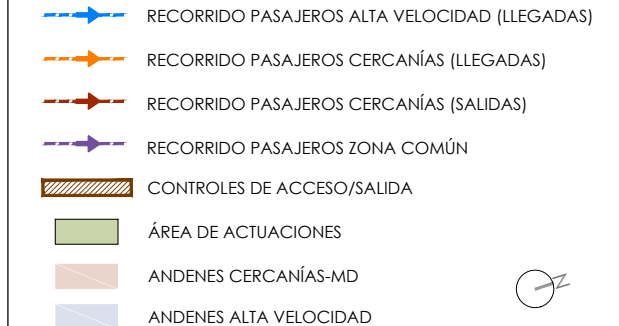 RECORRIDO PASAJEROS ALTA VELOCIDAD (LLEGADAS)
RECORRIDO PASAJEROS CERCANÍAS (LLEGADAS)
RECORRIDO PASAJEROS CERCANÍAS (SALIDAS)
RECORRIDO PASAJEROS ZONA COMÚN
CONTROLES DE ACCESO/SALIDA
ÁREA DE ACTUACIONES
ANDENES CERCANÍAS-MD
N
ANDENES ALTA VELOCIDAD